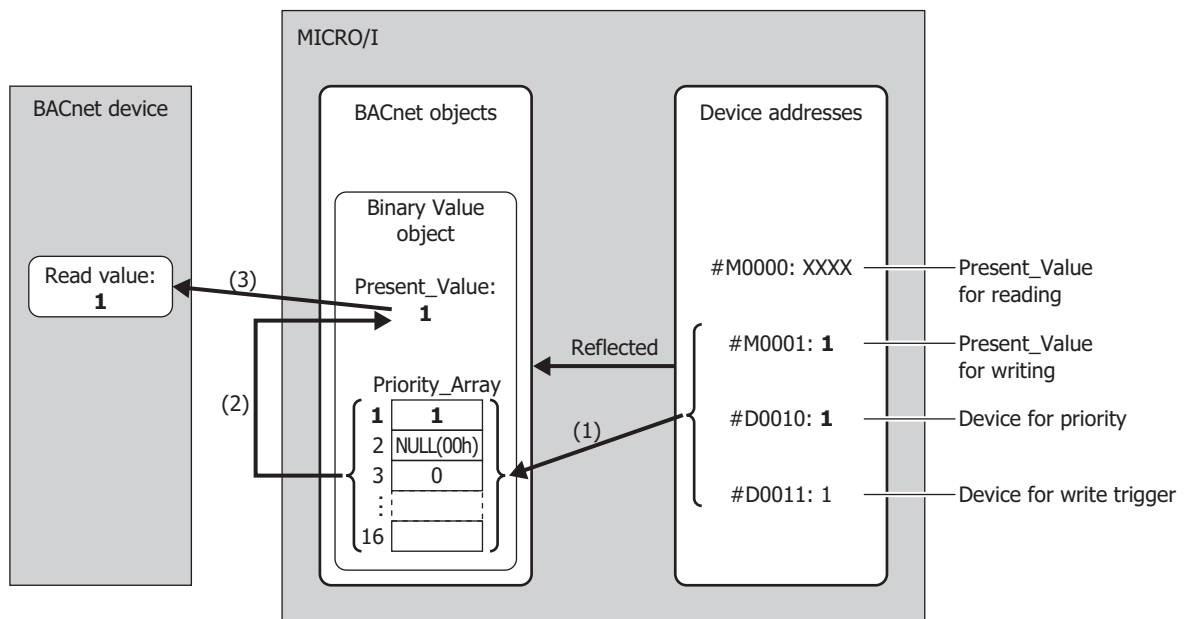 MICRO/I
BACnet device
BACnet objects
Device addresses
Binary Value
object
Read value:
1
(3)
Present_Value:
1
#M0000: XXXX
Present_Value
for reading
Reflected
#M0001: 1
Present_Value
for writing
(2)
Priority_Array
1 1
2 NULL(00h)
3 0
:
16
(1)
#D0010: 1
Device for priority
#D0011: 1
Device for write trigger